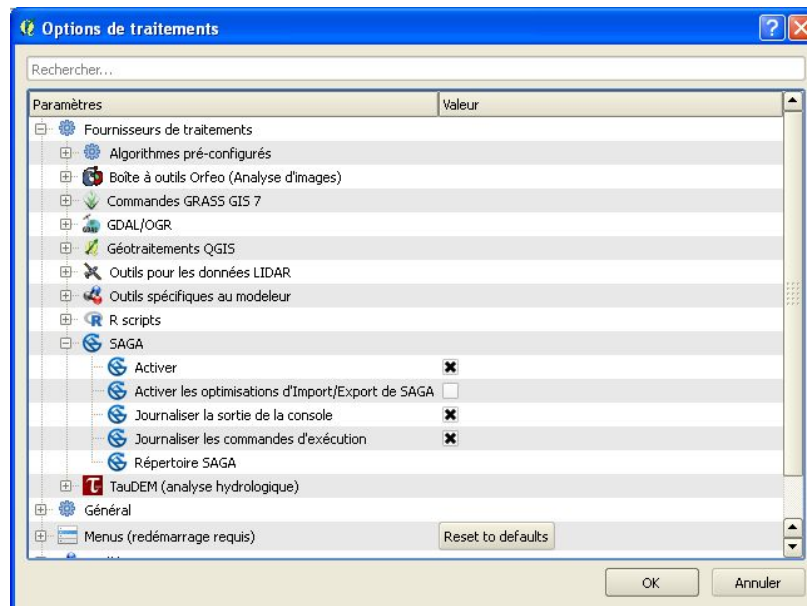 Options de traitements
Rechercher...
Paramètres Valeur
Fournisseurs de traitements
Algorithmes pré-configurés
Boîte à outils Orfeo (Analyse d'images)
Commandes GRASS GIS 7
GDAL/OGR
Géotraitements QGIS
Outils pour les données LIDAR
Outils spécifiques au modeleur
R scripts
SAGA
Activer
Activer les optimisations d'Import/Export de SAGA
Journaliser la sortie de la console
Journaliser les commandes d'exécution
Répertoire SAGA
TauDEM (analyse hydrologique)
Général
Menus (redémarrage requis) Reset to defaults
OK Annuler